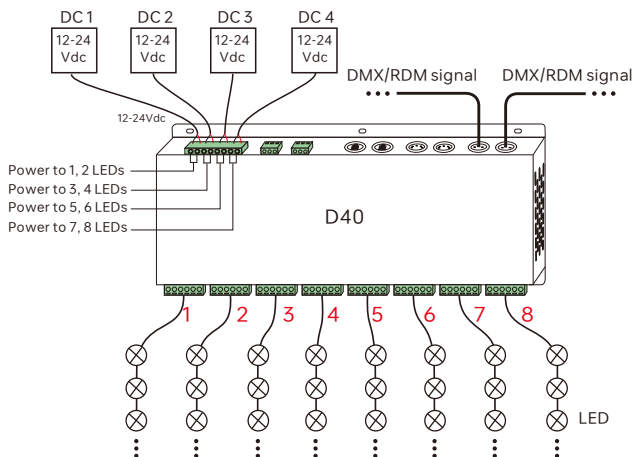 DC 1 DC 2 DC 3 DC 4
12-24 12-24 12-24 12-24
Vdc Vdc Vdc Vdc
DMX/RDM signal DMX/RDM signal
12-24Vdc
Power to 1, 2 LEDs
Power to 3, 4 LEDs
Power to 5, 6 LEDs
Power to 7, 8 LEDs
D40
1 2 3 4 5 6 7 8
LED